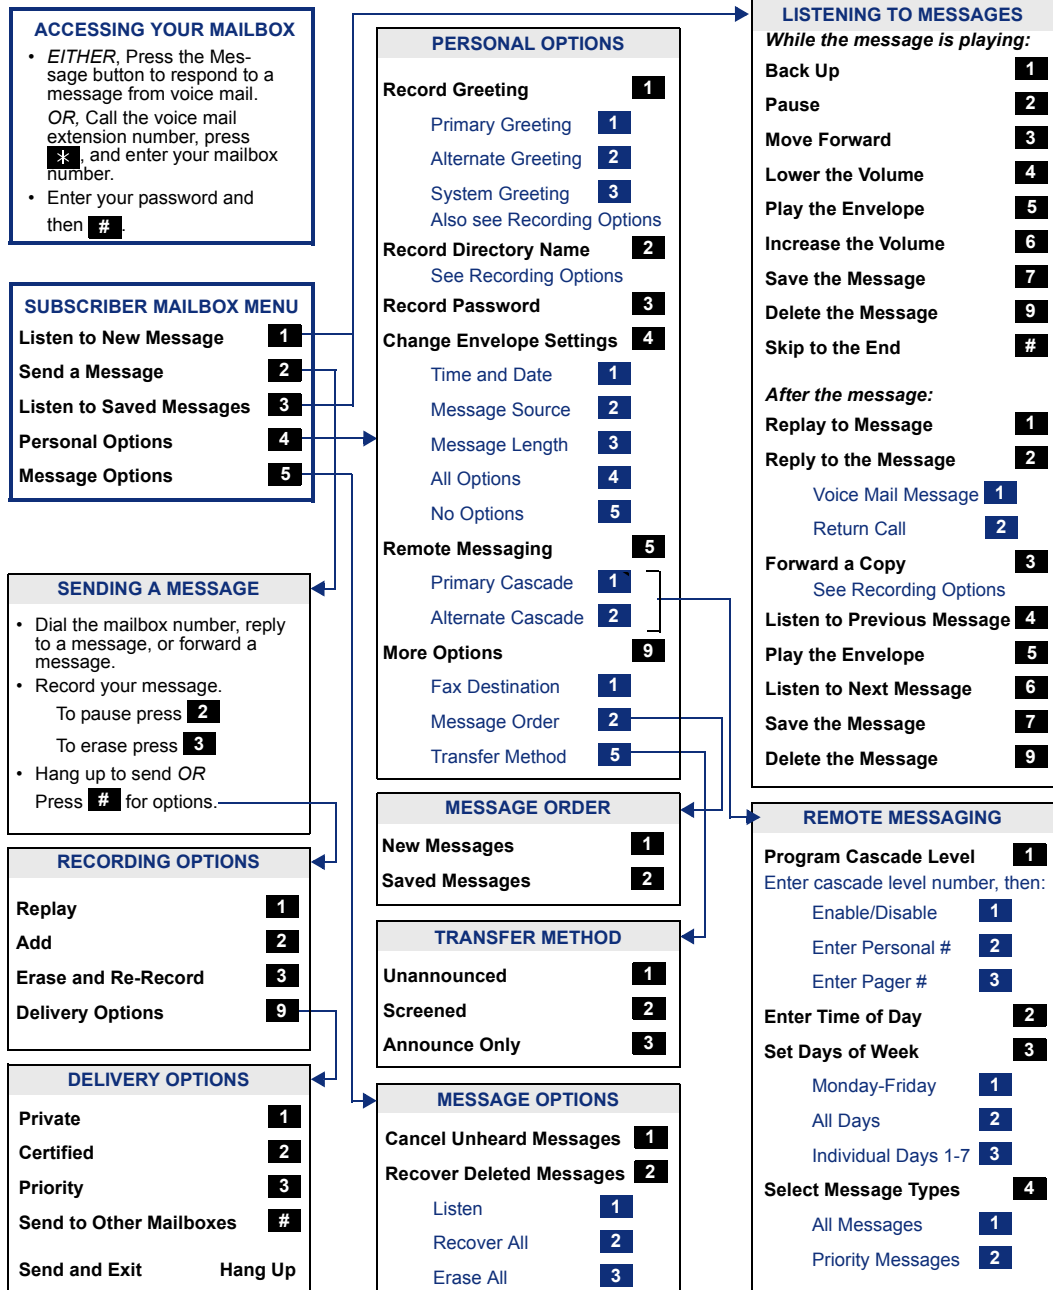 ACCESSING YOUR MAILBOX
• EITHER, Press the Mes-
sage button to respond to a
message from voice mail.
OR, Call the voice mail
extension number, press
* , and enter your mailbox
number.
• Enter your password and
then # .
SUBSCRIBER MAILBOX MENU
Listen to New Message 1
Send a Message 2
Listen to Saved Messages 3
Personal Options 4
Message Options 5
SENDING A MESSAGE
• Dial the mailbox number, reply
to a message, or forward a
message.
• Record your message.
To pause press 2
To erase press 3
• Hang up to send OR
Press # for options.
RECORDING OPTIONS
Replay 1
Add 2
Erase and Re-Record 3
Delivery Options 9
DELIVERY OPTIONS
Private 1
Certified 2
Priority 3
Send to Other Mailboxes #
Send and Exit Hang Up
PERSONAL OPTIONS
Record Greeting 1
Primary Greeting 1
Alternate Greeting 2
System Greeting 3
Also see Recording Options
Record Directory Name 2
See Recording Options
Record Password 3
Change Envelope Settings 4
Time and Date 1
Message Source 2
Message Length 3
All Options 4
No Options 5
Remote Messaging 5
Primary Cascade 1
Alternate Cascade 2
More Options 9
Fax Destination 1
Message Order 2
Transfer Method 5
MESSAGE ORDER
New Messages 1
Saved Messages 2
TRANSFER METHOD
Unannounced 1
Screened 2
Announce Only 3
MESSAGE OPTIONS
Cancel Unheard Messages 1
Recover Deleted Messages 2
Listen 1
Recover All 2
Erase All 3
LISTENING TO MESSAGES
While the message is playing:
Back Up 1
Pause 2
Move Forward 3
Lower the Volume 4
Play the Envelope 5
Increase the Volume 6
Save the Message 7
Delete the Message 9
Skip to the End #
After the message:
Replay to Message 1
Reply to the Message 2
Voice Mail Message 1
Return Call 2
Forward a Copy 3
See Recording Options
Listen to Previous Message 4
Play the Envelope 5
Listen to Next Message 6
Save the Message 7
Delete the Message 9
REMOTE MESSAGING
Program Cascade Level 1
Enter cascade level number, then:
Enable/Disable 1
Enter Personal # 2
Enter Pager # 3
Enter Time of Day 2
Set Days of Week 3
Monday-Friday 1
All Days 2
Individual Days 1-7 3
Select Message Types 4
All Messages 1
Priority Messages 2